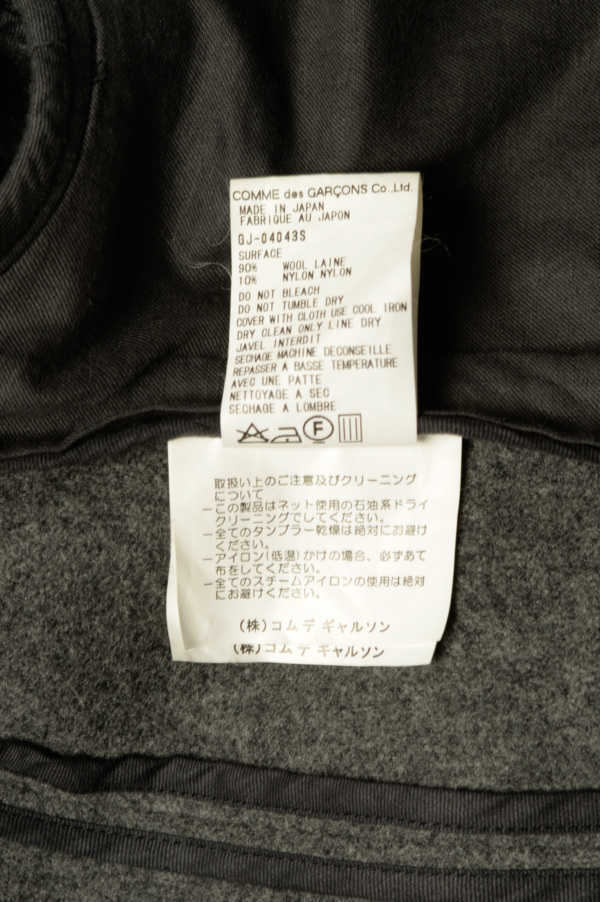 COMME des GARÇONS Co.,Ltd.
MADE IN JAPAN
FABRIQUE AU JAPON
GJ-04043S
SURFACE
90% WOOL LAINE
10% NYLON NYLON
DO NOT BLEACH
DO NOT TUMBLE DRY
COVER WITH CLOTH USE COOL IRON
DRY CLEAN ONLY LINE DRY
JAVEL INTERDIT
SECHAGE MACHINE DECONSEILLE
REPASSER A BASSE TEMPERATURE
AVEC UNE PATTE
NETTOYAGE A SEC
SECHAGE A LOMBRE
F
取扱い上のご注意及びクリーニング
について
—この製品はネット使用の石油系ドライ
クリーニングでしてください。
—全てのタンブラー乾燥は絶対にお避け
ください。
—アイロン(低温)かけの場合、必ずあて
布をしてください。
—全てのスチームアイロンの使用は絶対
にお避けください。
(株)コム デ ギャルソン
(株)コム デ ギャルソン